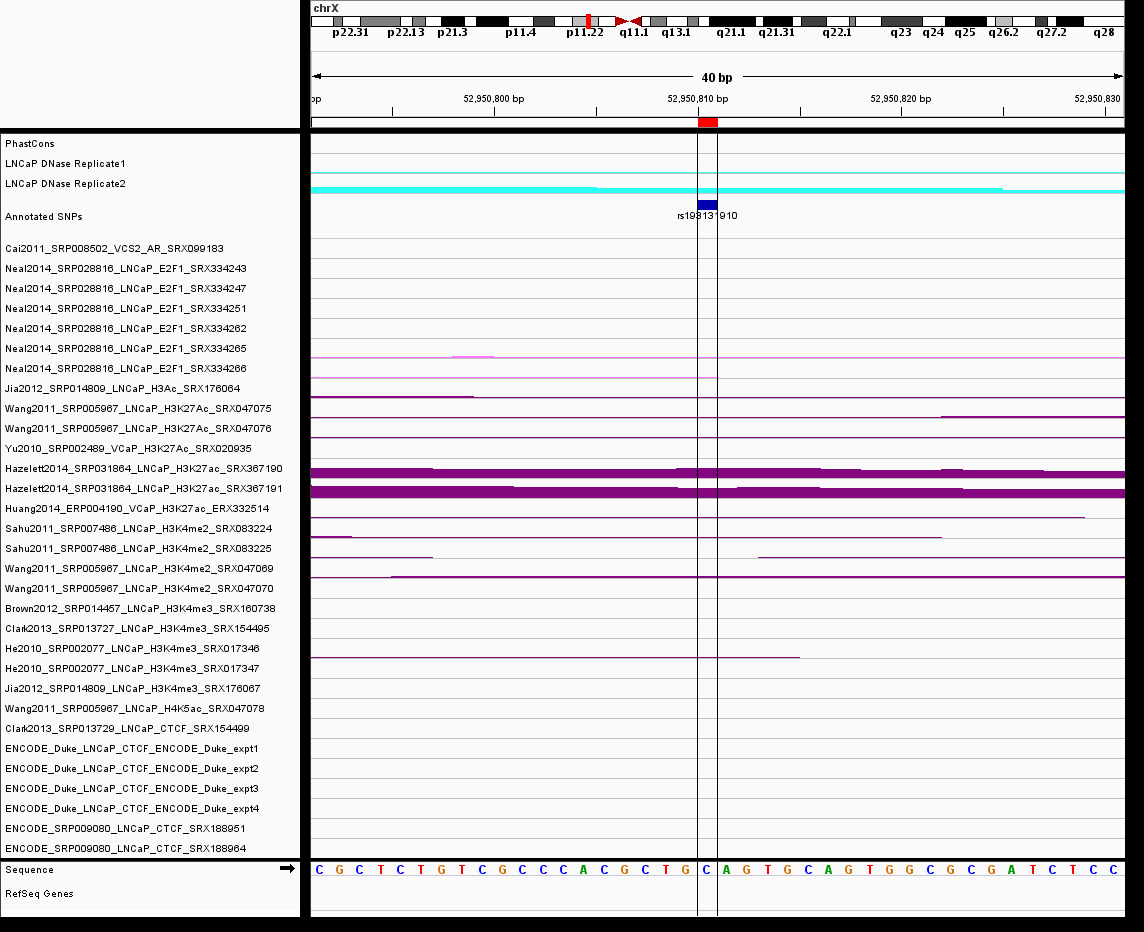 chrX
p22.31 p22.13 p21.3 p11.4 p11.22 q11.1 q13.1 q21.1 q21.31 q22.1 q23 q24 q25 q26.2 q27.2 q28
40 bp
bp 52,950,800 bp 52,950,810 bp 52,950,820 bp 52,950,830
PhastCons
LNCaP DNase Replicate1
LNCaP DNase Replicate2
Annotated SNPs
rs193131910
Cai2011_SRP008502_VCS2_AR_SRX099183
Neal2014_SRP028816_LNCaP_E2F1_SRX334243
Neal2014_SRP028816_LNCaP_E2F1_SRX334247
Neal2014_SRP028816_LNCaP_E2F1_SRX334251
Neal2014_SRP028816_LNCaP_E2F1_SRX334262
Neal2014_SRP028816_LNCaP_E2F1_SRX334265
Neal2014_SRP028816_LNCaP_E2F1_SRX334266
Jia2012_SRP014809_LNCaP_H3Ac_SRX176064
Wang2011_SRP005967_LNCaP_H3K27Ac_SRX047075
Wang2011_SRP005967_LNCaP_H3K27Ac_SRX047076
Yu2010_SRP002489_VCaP_H3K27Ac_SRX020935
Hazelett2014_SRP031864_LNCaP_H3K27ac_SRX367190
Hazelett2014_SRP031864_LNCaP_H3K27ac_SRX367191
Huang2014_ERP004190_VCaP_H3K27ac_ERX332514
Sahu2011_SRP007486_LNCaP_H3K4me2_SRX083224
Sahu2011_SRP007486_LNCaP_H3K4me2_SRX083225
Wang2011_SRP005967_LNCaP_H3K4me2_SRX047069
Wang2011_SRP005967_LNCaP_H3K4me2_SRX047070
Brown2012_SRP014457_LNCaP_H3K4me3_SRX160738
Clark2013_SRP013727_LNCaP_H3K4me3_SRX154495
He2010_SRP002077_LNCaP_H3K4me3_SRX017346
He2010_SRP002077_LNCaP_H3K4me3_SRX017347
Jia2012_SRP014809_LNCaP_H3K4me3_SRX176067
Wang2011_SRP005967_LNCaP_H4K5ac_SRX047078
Clark2013_SRP013729_LNCaP_CTCF_SRX154499
ENCODE_Duke_LNCaP_CTCF_ENCODE_Duke_expt1
ENCODE_Duke_LNCaP_CTCF_ENCODE_Duke_expt2
ENCODE_Duke_LNCaP_CTCF_ENCODE_Duke_expt3
ENCODE_Duke_LNCaP_CTCF_ENCODE_Duke_expt4
ENCODE_SRP009080_LNCaP_CTCF_SRX188951
ENCODE_SRP009080_LNCaP_CTCF_SRX188964
Sequence C G C T C T G T C G C C C A C G C T G C A G T G C A G T G G C G C G A T C T C C
RefSeq Genes